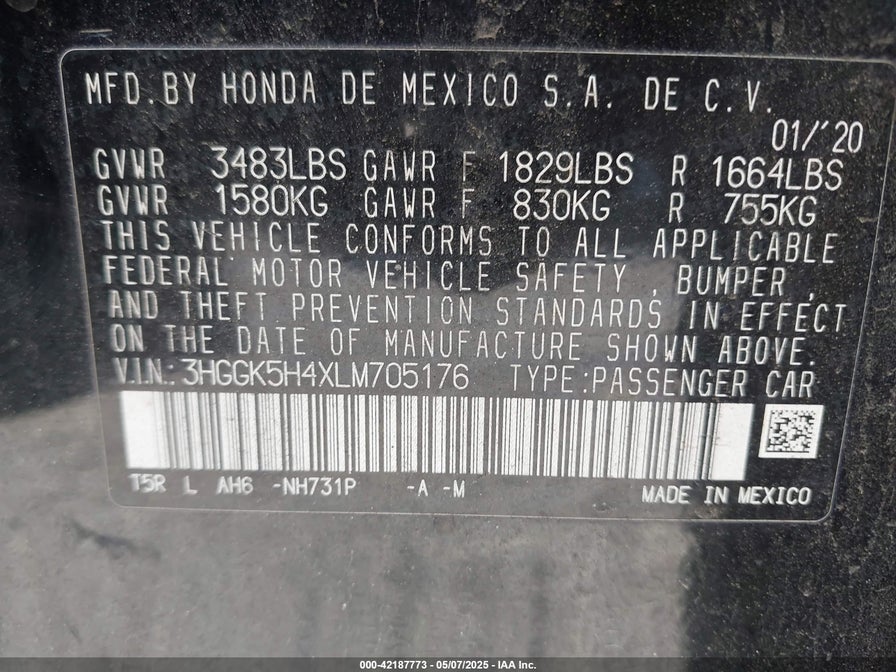 MFD.BY HONDA DE MEXICO S.A. DE C.V.
01/'20
GVWR 3483LBS GAWR F 1829LBS R 1664LBS
GVWR 1580KG GAWR F 830KG R 755KG
THIS VEHICLE CONFORMS TO ALL APPLICABLE
FEDERAL MOTOR VEHICLE SAFETY, BUMPER,
AND THEFT PREVENTION STANDARDS IN EFFECT
ON THE DATE OF MANUFACTURE SHOWN ABOVE.
V.I.N.: 3HGGK5H4XLM705176 TYPE:PASSENGER CAR
T5R L AH6 -NH731P -A -M MADE IN MEXICO
000-42187773 - 05/07/2025 - IAA Inc.